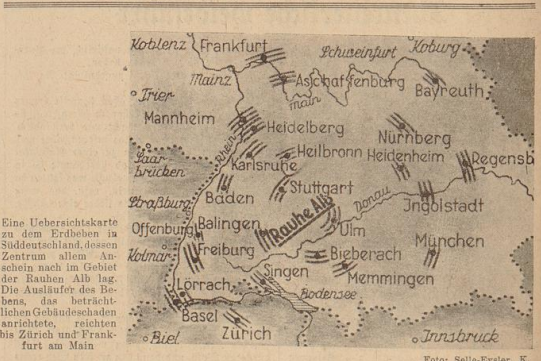 Koblenz Frankfurt Schweinfurt Koburg
Mainz Aschaffenburg
Trier main Bayreuth
Mannheim
Heidelberg Nürnberg
Saar Rhein Karlsruhe Heilbronn Heidenheim Regensb
brücken
Baden Stuttgart
Straßburg Rauhe Alb Donau Ingolstadt
Offenburg Balingen Ulm
Kolmar Freiburg Bieberach München
Singen Memmingen
Lörrach Bodensee
Basel
Biel Zürich Innsbruck
Eine Uebersichtskarte
zu dem Erdbeben in
Süddeutschland, dessen
Zentrum allem An-
schein nach im Gebiet
der Rauhen Alb lag.
Die Ausläufer des Be-
bens, das beträcht-
lichen Gebäudeschaden
anrichtete, reichten
bis Zürich und Frank-
furt am Main
Foto: